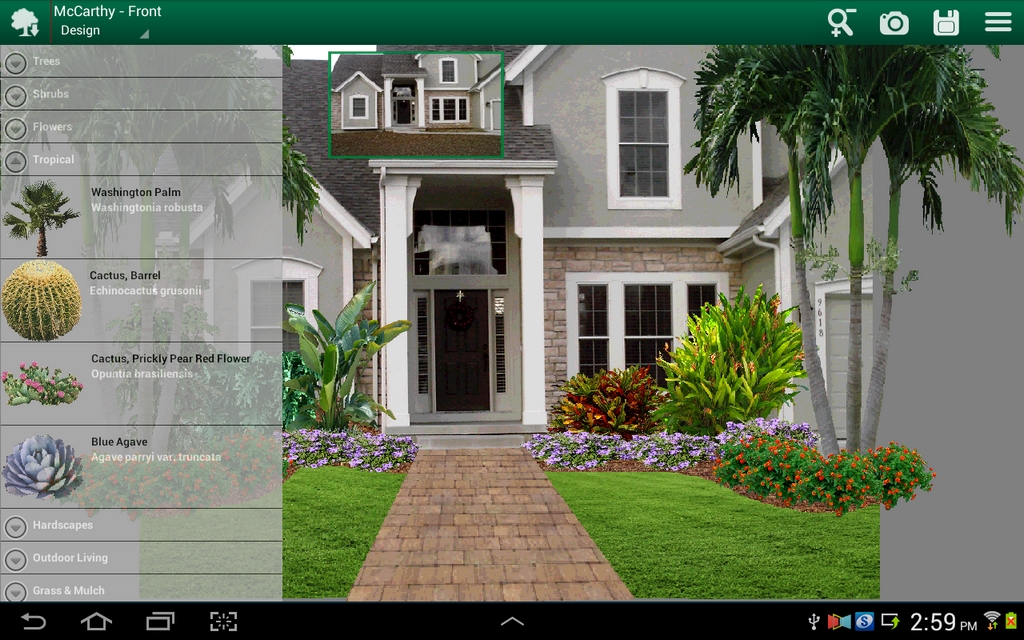 McCarthy - Front
Design
Trees
Shrubs
Flowers
Tropical
Washington Palm
Washingtonia robusta
Cactus, Barrel
Echinocactus grusonii
Cactus, Prickly Pear Red Flower
Opuntia brasiliensis
Blue Agave
Agave parryi var. truncata
Hardscapes
Outdoor Living
Grass & Mulch
9618
S
2:59 PM